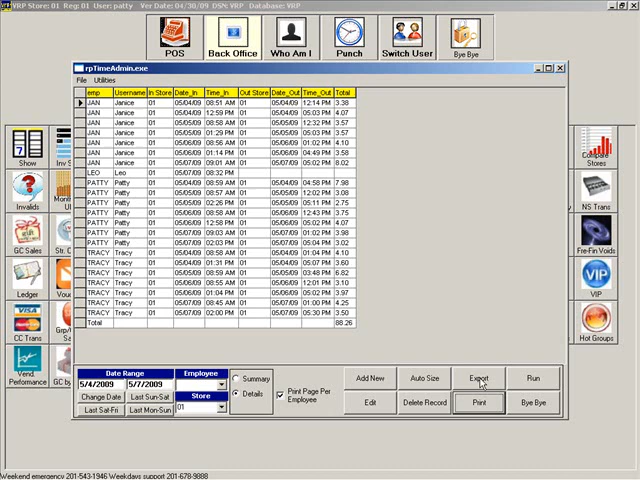 VRP Store: 01 Reg: 01 User: patty Ver Date: 04/30/09 DSN: VRP Database: VRP
POS
Back Office
Who Am I
Punch
Switch User
Bye Bye
rpTimeAdmin.exe
File Utilities
emp Username In Store Date_In Time_In Out Store Date_Out Time_Out Total
JAN Janice 01 05/04/09 08:51 AM 01 05/04/09 12:14 PM 3.38
JAN Janice 01 05/04/09 12:59 PM 01 05/04/09 05:03 PM 4.07
JAN Janice 01 05/05/09 08:58 AM 01 05/05/09 12:32 PM 3.57
JAN Janice 01 05/05/09 01:29 PM 01 05/05/09 05:03 PM 3.57
JAN Janice 01 05/06/09 08:56 AM 01 05/06/09 01:02 PM 4.10
JAN Janice 01 05/06/09 01:14 PM 01 05/06/09 04:49 PM 3.58
JAN Janice 01 05/07/09 09:01 AM 01 05/07/09 05:02 PM 8.02
LEO Leo 01 05/07/09 08:32 PM
PATTY Patty 01 05/04/09 08:59 AM 01 05/04/09 04:58 PM 7.98
PATTY Patty 01 05/05/09 08:57 AM 01 05/05/09 12:02 PM 3.08
PATTY Patty 01 05/05/09 02:26 PM 01 05/05/09 05:11 PM 2.75
PATTY Patty 01 05/06/09 08:58 AM 01 05/06/09 12:43 PM 3.75
PATTY Patty 01 05/06/09 12:58 PM 01 05/06/09 05:02 PM 4.07
PATTY Patty 01 05/07/09 09:03 AM 01 05/07/09 01:02 PM 3.98
PATTY Patty 01 05/07/09 02:03 PM 01 05/07/09 05:04 PM 3.02
TRACY Tracy 01 05/04/09 08:58 AM 01 05/04/09 01:04 PM 4.10
TRACY Tracy 01 05/04/09 01:31 PM 01 05/04/09 05:07 PM 3.60
TRACY Tracy 01 05/05/09 08:59 AM 01 05/05/09 03:48 PM 6.82
TRACY Tracy 01 05/06/09 08:55 AM 01 05/06/09 12:01 PM 3.10
TRACY Tracy 01 05/06/09 01:04 PM 01 05/06/09 05:02 PM 3.97
TRACY Tracy 01 05/07/09 08:45 AM 01 05/07/09 01:00 PM 4.25
TRACY Tracy 01 05/07/09 02:00 PM 01 05/07/09 05:30 PM 3.50
Total 88.26
7
Show
Inv S
Compare
Stores
Invalids
NS Trans
GC Sales
Str. C
Fre-Fin Voids
Ledger
Vou
VIP
VIP
VISA
CC Trans
Grp/
Sa
Hot Groups
Vend.
Performance
GC b
Date Range
5/4/2009 5/7/2009
Change Date Last Sun-Sat
Last Sat-Fri Last Mon-Sun
Employee
Store
01
Summary
Details
Print Page Per
Employee
Add New Auto Size Export Run
Edit Delete Record Print Bye Bye
Weekend emergency 201-543-1946 Weekdays support 201-678-9888